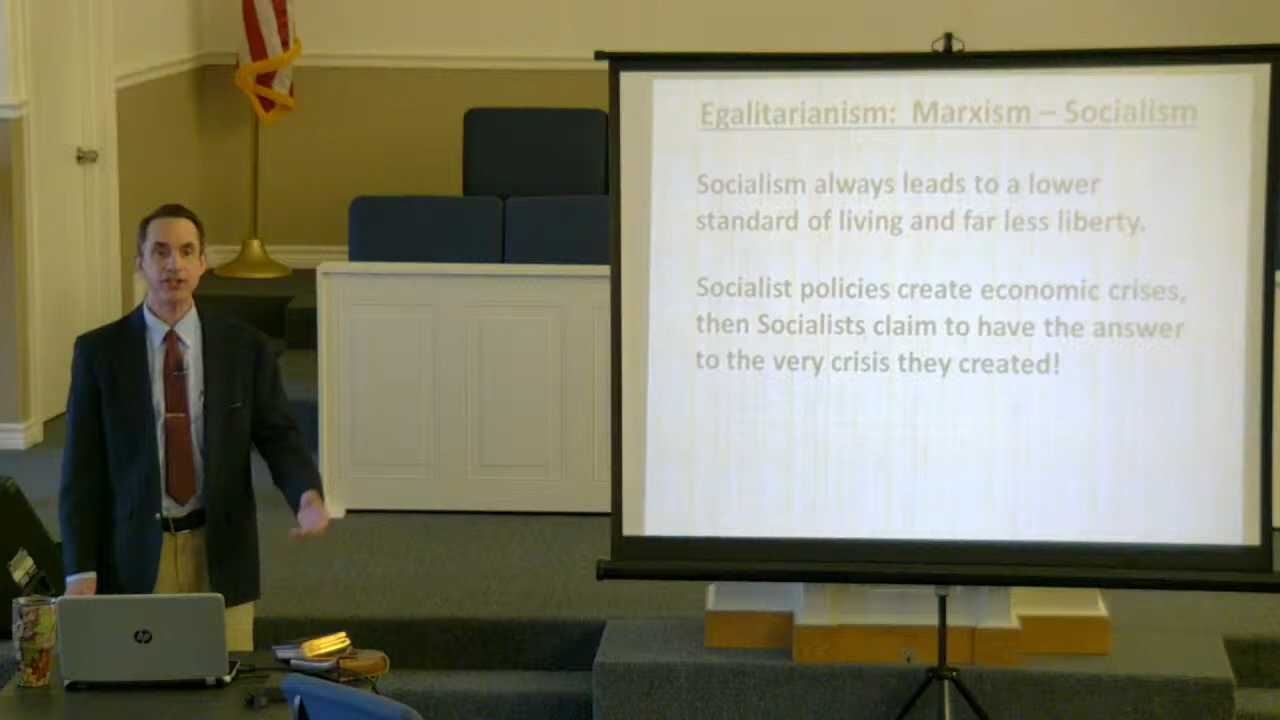 Egalitarianism: Marxism – Socialism
Socialism always leads to a lower
standard of living and far less liberty.
Socialist policies create economic crises,
then Socialists claim to have the answer
to the very crisis they created!
hp